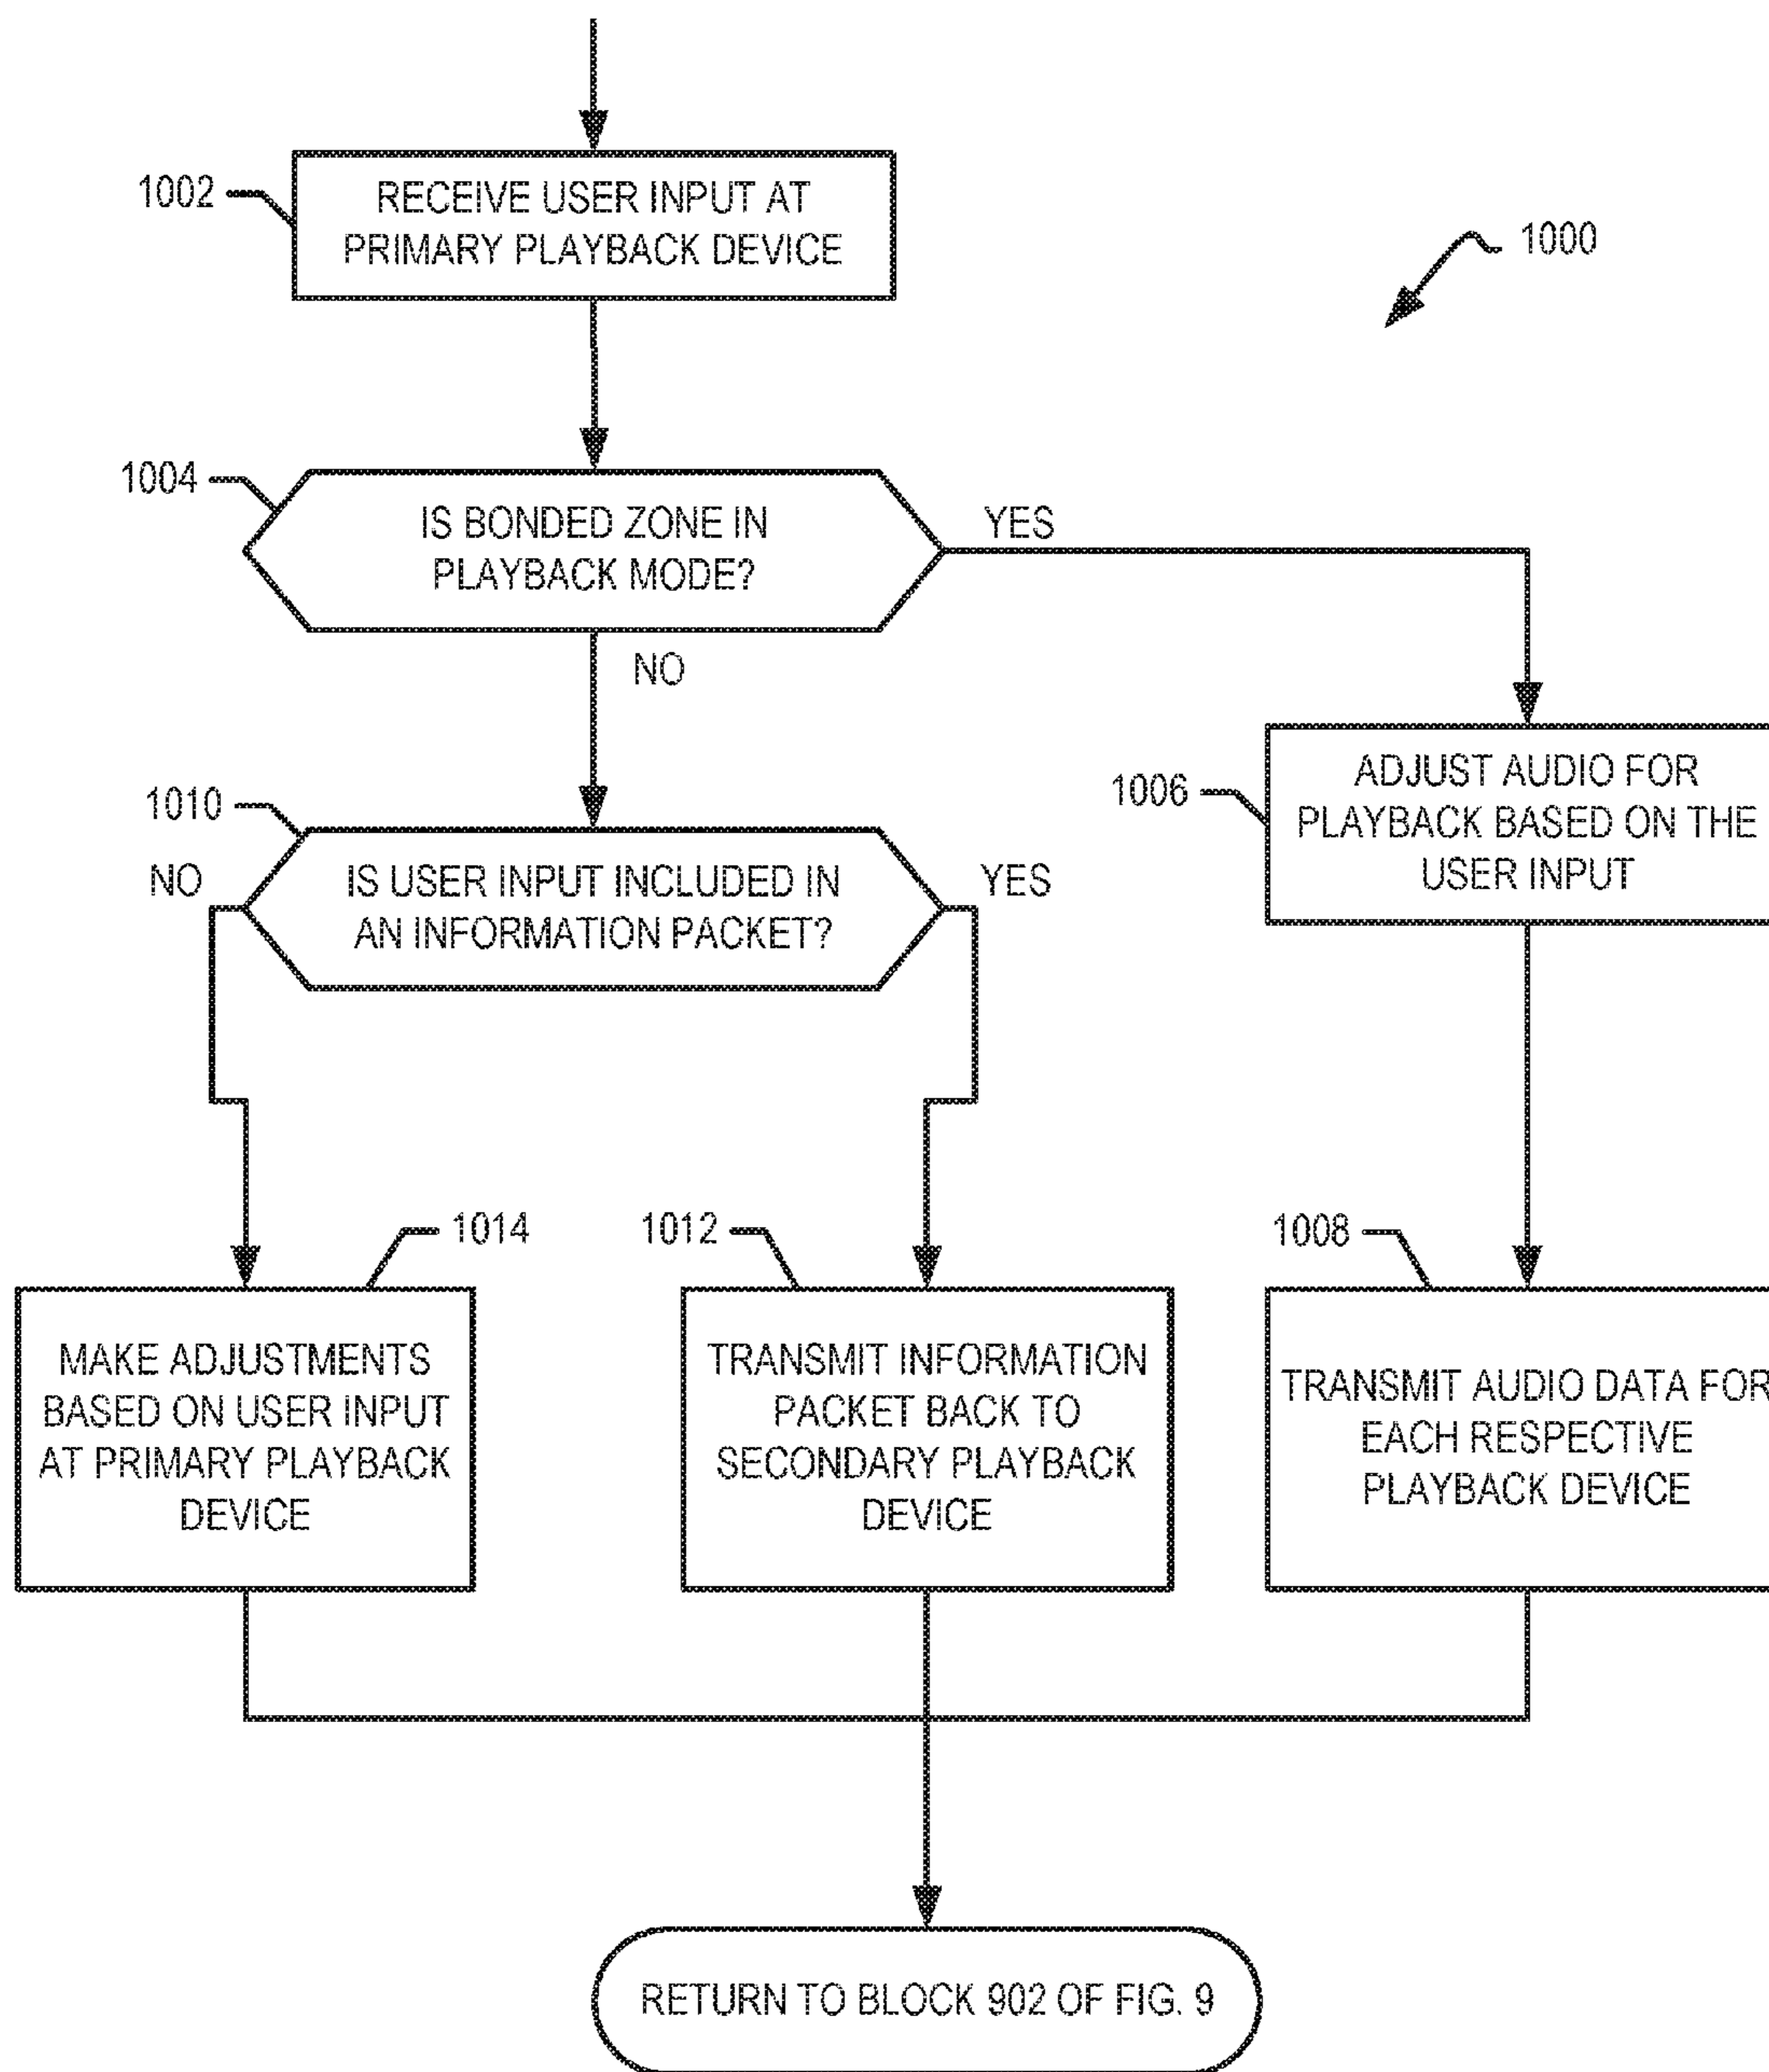 1002
RECEIVE USER INPUT AT
PRIMARY PLAYBACK DEVICE
1000
1004
IS BONDED ZONE IN
PLAYBACK MODE?
YES
NO
1006
ADJUST AUDIO FOR
PLAYBACK BASED ON THE
USER INPUT
1010
NO
IS USER INPUT INCLUDED IN
AN INFORMATION PACKET?
YES
1014
MAKE ADJUSTMENTS
BASED ON USER INPUT
AT PRIMARY PLAYBACK
DEVICE
1012
TRANSMIT INFORMATION
PACKET BACK TO
SECONDARY PLAYBACK
DEVICE
1008
TRANSMIT AUDIO DATA FOR
EACH RESPECTIVE
PLAYBACK DEVICE
RETURN TO BLOCK 902 OF FIG. 9